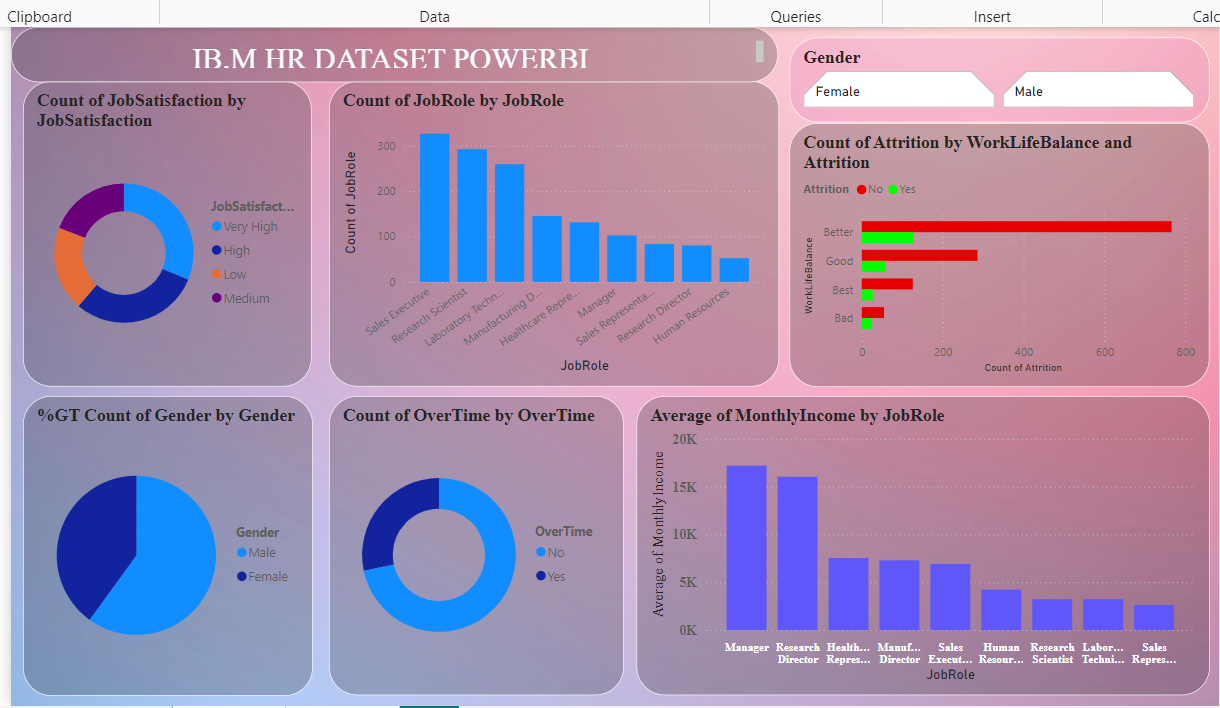 Clipboard
Data
Queries
Insert
Calc
IB.M HR DATASET POWERBI
Gender
Female
Male
Count of JobSatisfaction by
JobSatisfaction
JobSatisfact...
Very High
High
Low
Medium
Count of JobRole by JobRole
Count of JobRole
300
200
100
0
Sales Executive
Research Scientist
Laboratory Techn...
Manufacturing D...
Healthcare Repre...
Manager
Sales Representa...
Research Director
Human Resources
JobRole
Count of Attrition by WorkLifeBalance and
Attrition
Attrition No Yes
WorkLifeBalance
Better
Good
Best
Bad
0 200 400 600 800
Count of Attrition
%GT Count of Gender by Gender
Gender
Male
Female
Count of OverTime by OverTime
OverTime
No
Yes
Average of MonthlyIncome by JobRole
Average of MonthlyIncome
20K
15K
10K
5K
0K
Manager Research Health... Manuf... Sales Human Research Labor... Sales
Director Repres... Director Execut... Resour... Scientist Techni... Repres...
JobRole